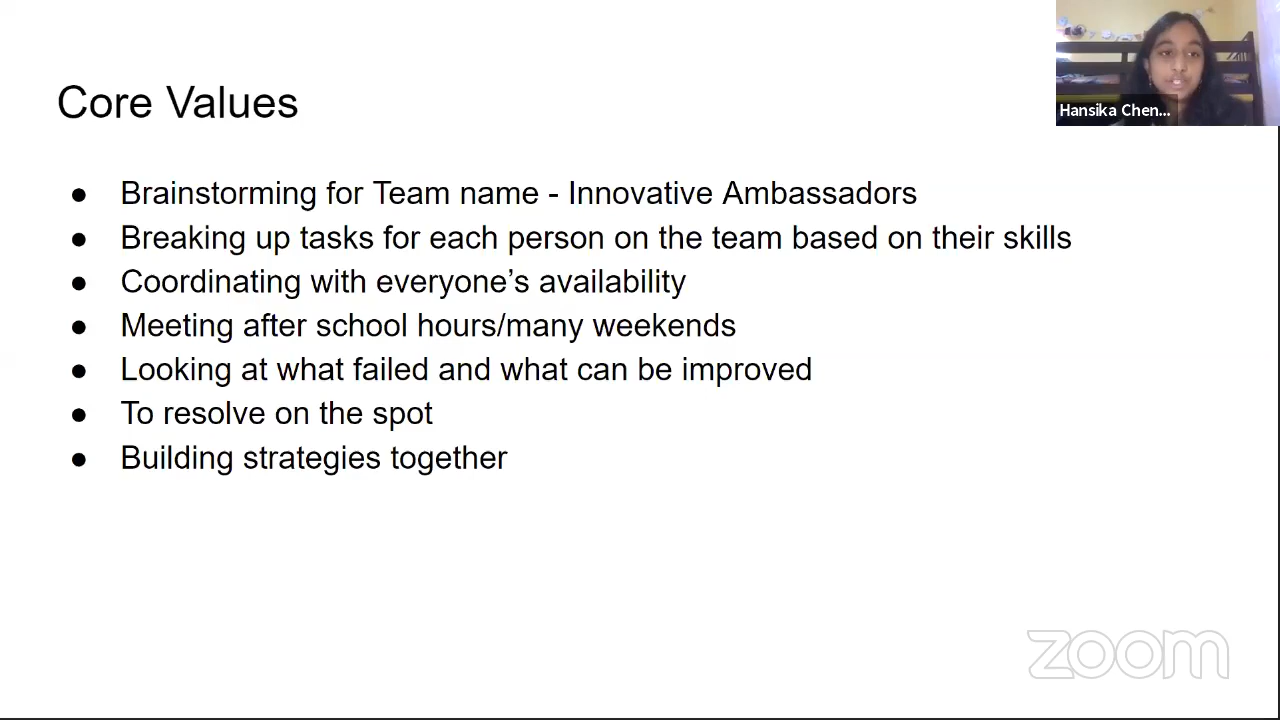 Core Values
Hansika Chen...
● Brainstorming for Team name - Innovative Ambassadors
● Breaking up tasks for each person on the team based on their skills
● Coordinating with everyone’s availability
● Meeting after school hours/many weekends
● Looking at what failed and what can be improved
● To resolve on the spot
● Building strategies together
zoom